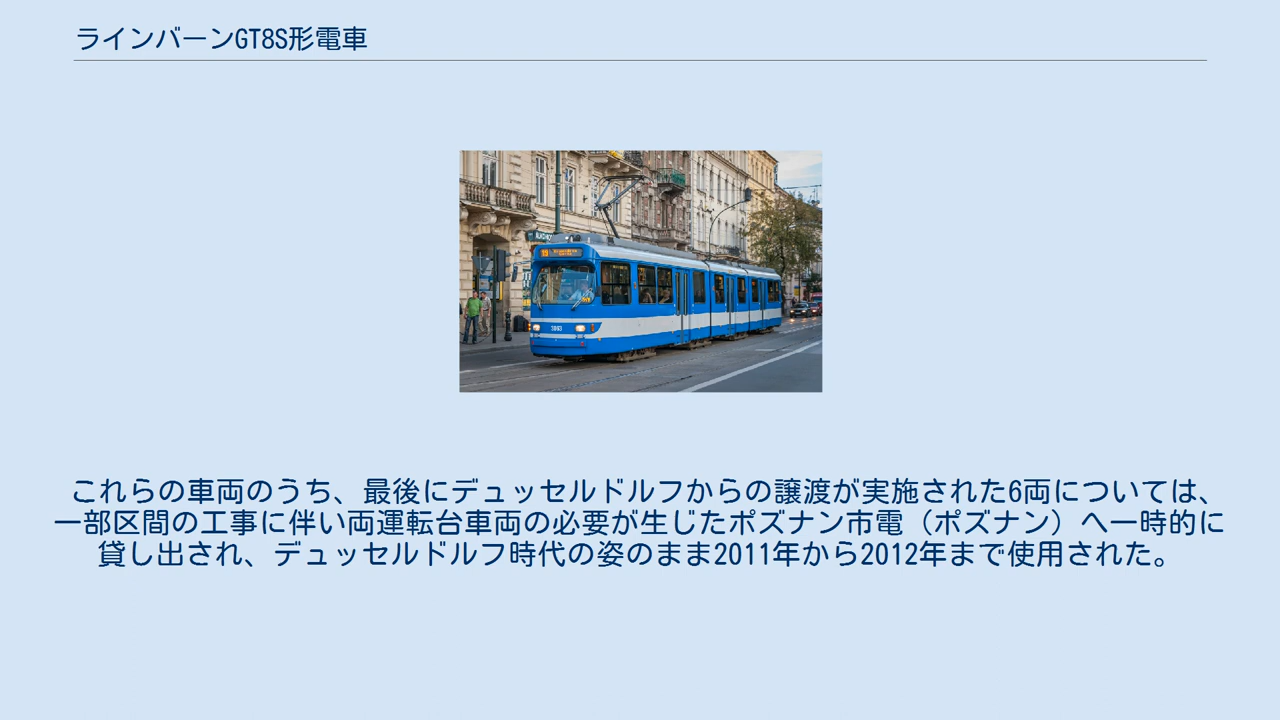 ラインバーンGT8S形電車
これらの車両のうち、最後にデュッセルドルフからの譲渡が実施された6両については、
一部区間の工事に伴い両運転台車両の必要が生じたポズナン市電（ポズナン）へ一時的に
貸し出され、デュッセルドルフ時代の姿のまま2011年から2012年まで使用された。